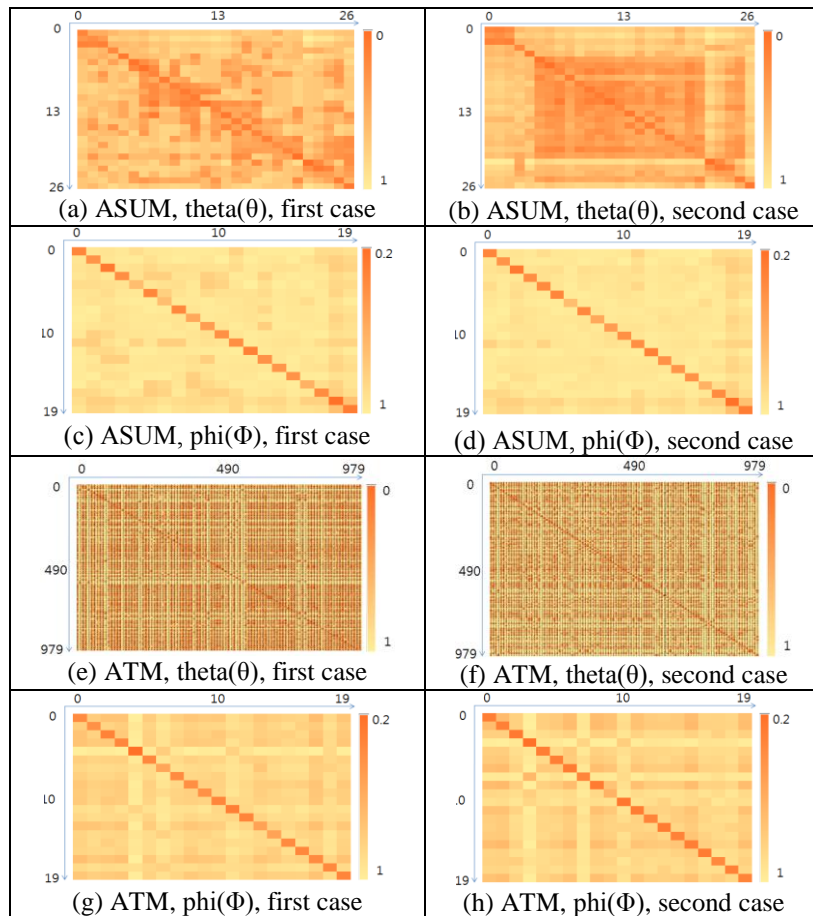 0 13 26
0
13
26
0
1
(a) ASUM, theta(θ), first case
0 13 26
0
13
26
0
1
(b) ASUM, theta(θ), second case
0 10 19
0
10
19
0.2
1
(c) ASUM, phi(Φ), first case
0 10 19
0
10
19
0.2
1
(d) ASUM, phi(Φ), second case
0 490 979
0
490
979
0
1
(e) ATM, theta(θ), first case
0 490 979
0
490
979
0
1
(f) ATM, theta(θ), second case
0 10 19
0
10
19
0.2
1
(g) ATM, phi(Φ), first case
0 10 19
0
.0
19
0.2
1
(h) ATM, phi(Φ), second case